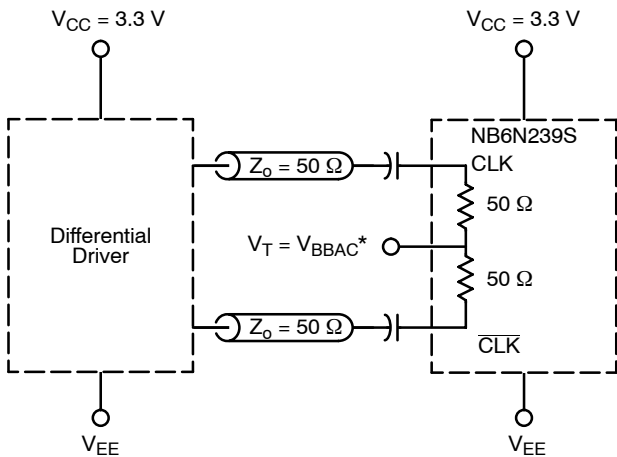 V_CC = 3.3 V
V_CC = 3.3 V
NB6N239S
Z_o = 50 Ω
CLK
50 Ω
Differential
Driver
V_T = V_BBAC*
50 Ω
Z_o = 50 Ω
C̅L̅K̅
V_EE
V_EE